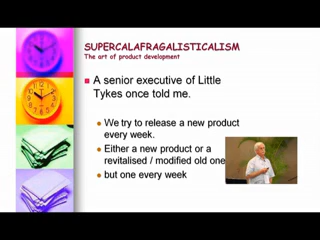 SUPERCALAFRAGALISTICALISM
The art of product development
A senior executive of Little
Tykes once told me.
We try to release a new product
every week.
Either a new product or a
revitalised / modified old one
but one every week